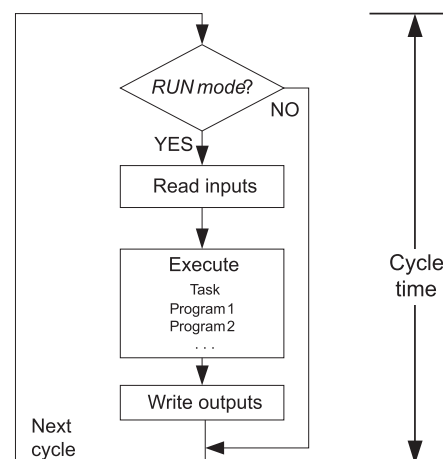 RUN mode?
NO
YES
Read inputs
Execute
Task
Program 1
Program 2
. . .
Write outputs
Next
cycle
Cycle
time